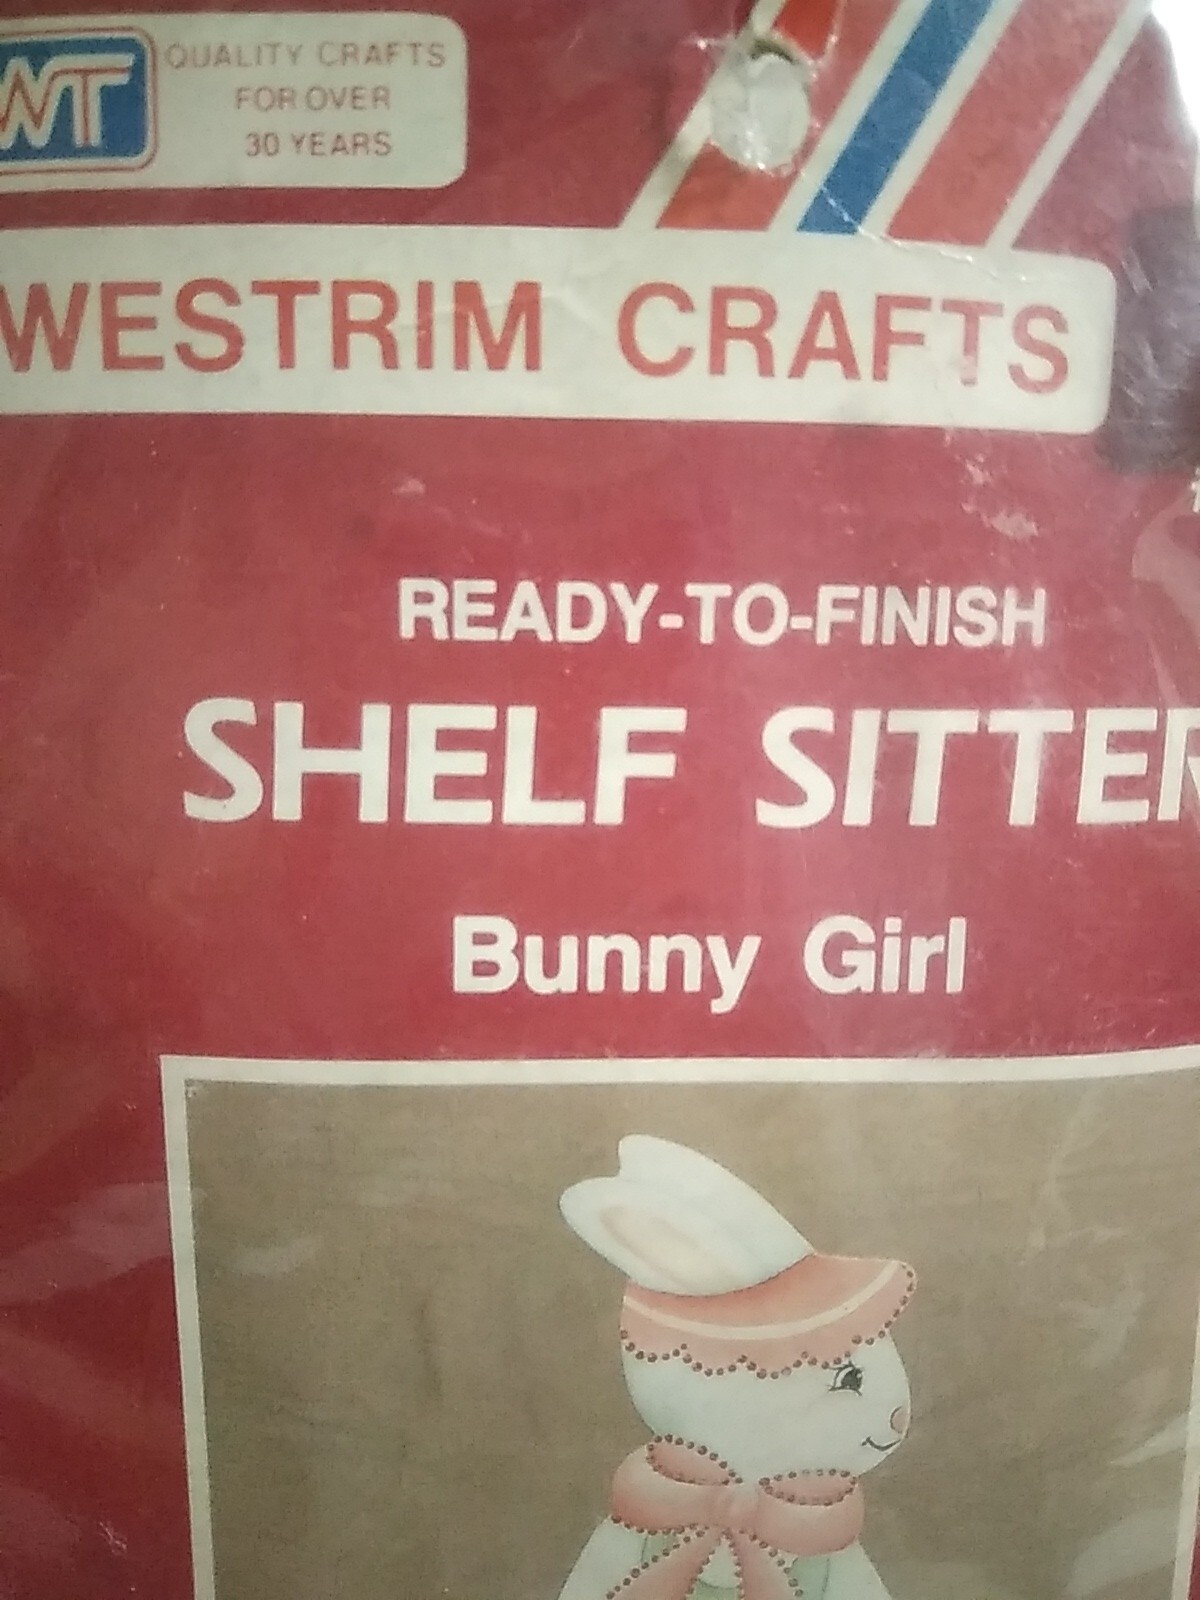 WT
QUALITY CRAFTS
FOR OVER
30 YEARS
WESTRIM CRAFTS
READY-TO-FINISH
SHELF SITTER
Bunny Girl